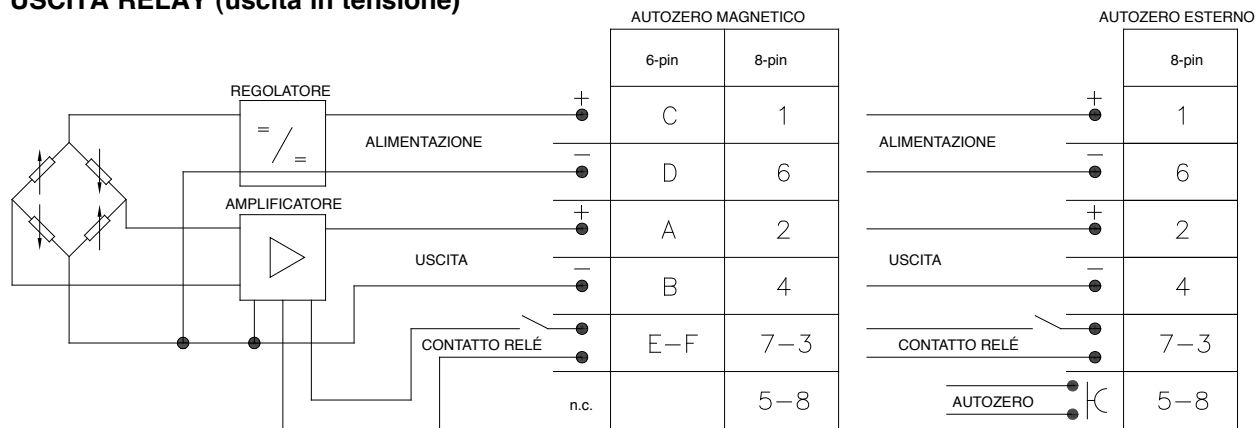 USCITA RELAY (uscita in tensione)
AUTOZERO MAGNETICO
AUTOZERO ESTERNO
6-pin 8-pin
8-pin
REGOLATORE
= / =
+ C 1
+ 1
ALIMENTAZIONE
ALIMENTAZIONE
− D 6
− 6
AMPLIFICATORE
+ A 2
+ 2
USCITA
USCITA
− B 4
− 4
CONTATTO RELÉ E-F 7-3
CONTATTO RELÉ 7-3
n.c. 5-8
AUTOZERO 5-8